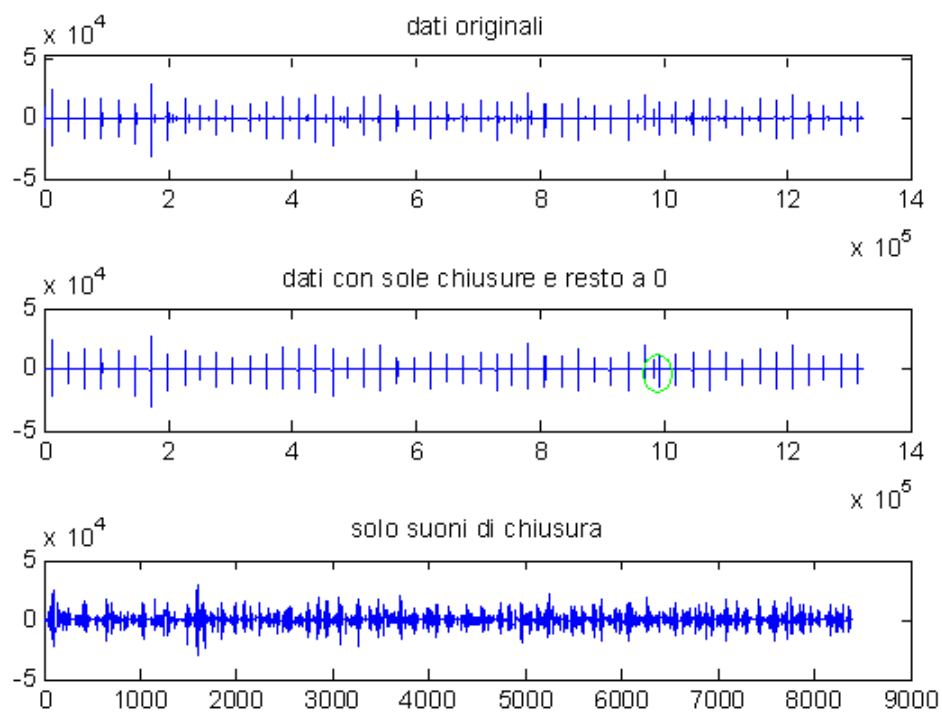 dati originali
x 10^4
5
0
-5
0 2 4 6 8 10 12 14
x 10^5
dati con sole chiusure e resto a 0
x 10^4
5
0
-5
0 2 4 6 8 10 12 14
x 10^5
solo suoni di chiusura
x 10^4
5
0
-5
0 1000 2000 3000 4000 5000 6000 7000 8000 9000